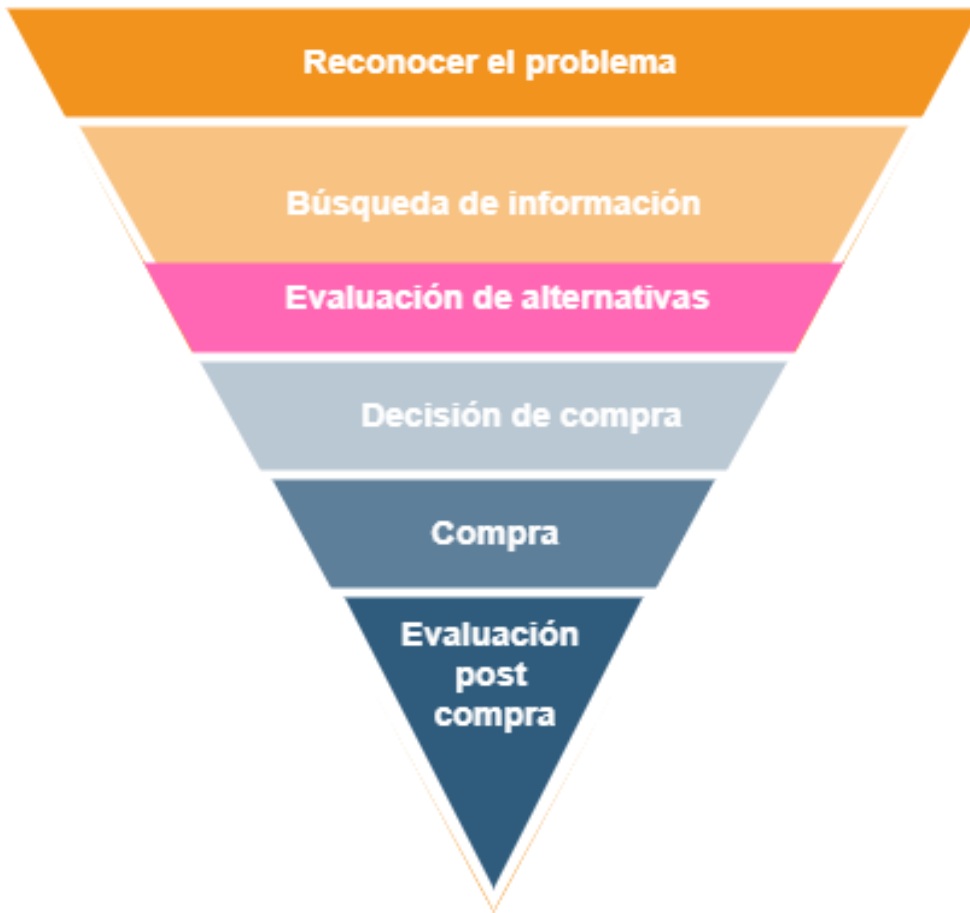 Reconocer el problema
Búsqueda de información
Evaluación de alternativas
Decisión de compra
Compra
Evaluación
post
compra